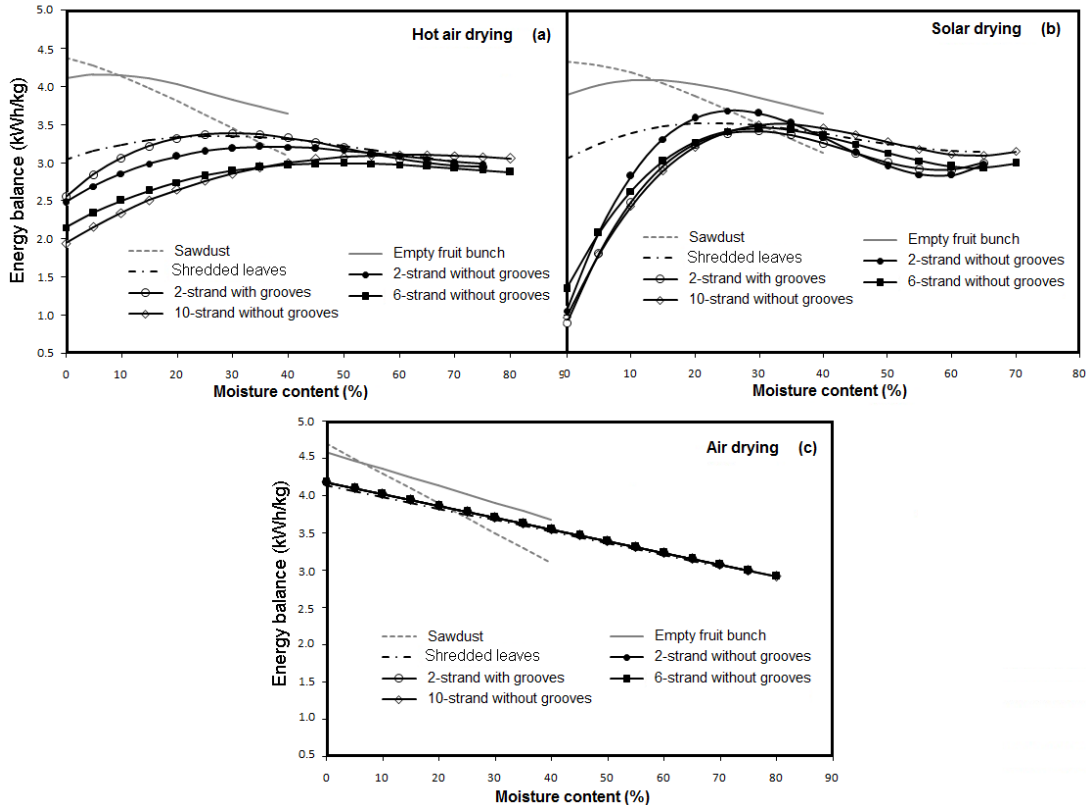 Hot air drying (a)
5.0
4.5
4.0
3.5
3.0
2.5
2.0
1.5
1.0
0.5
Energy balance (kWh/kg)
Sawdust
Empty fruit bunch
Shredded leaves
2-strand without grooves
2-strand with grooves
6-strand without grooves
10-strand without grooves
0 10 20 30 40 50 60 70 80
Moisture content (%)
Solar drying (b)
Sawdust
Empty fruit bunch
Shredded leaves
2-strand without grooves
2-strand with grooves
6-strand without grooves
10-strand without grooves
90 10 20 30 40 50 60 70 80
Moisture content (%)
Air drying (c)
5.0
4.5
4.0
3.5
3.0
2.5
2.0
1.5
1.0
0.5
Energy balance (kWh/kg)
Sawdust
Empty fruit bunch
Shredded leaves
2-strand without grooves
2-strand with grooves
6-strand without grooves
10-strand without grooves
0 10 20 30 40 50 60 70 80 90
Moisture content (%)